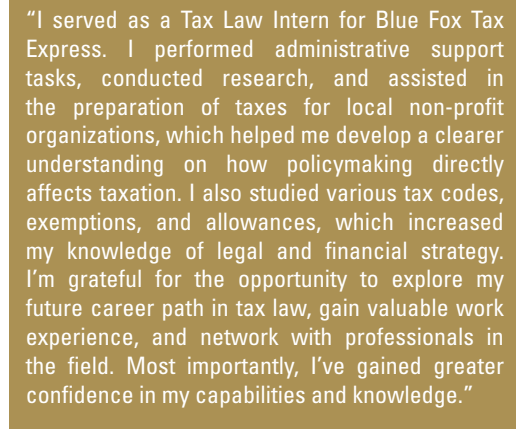 “I served as a Tax Law Intern for Blue Fox Tax
Express. I performed administrative support
tasks, conducted research, and assisted in
the preparation of taxes for local non-profit
organizations, which helped me develop a clearer
understanding on how policymaking directly
affects taxation. I also studied various tax codes,
exemptions, and allowances, which increased
my knowledge of legal and financial strategy.
I’m grateful for the opportunity to explore my
future career path in tax law, gain valuable work
experience, and network with professionals in
the field. Most importantly, I’ve gained greater
confidence in my capabilities and knowledge.”